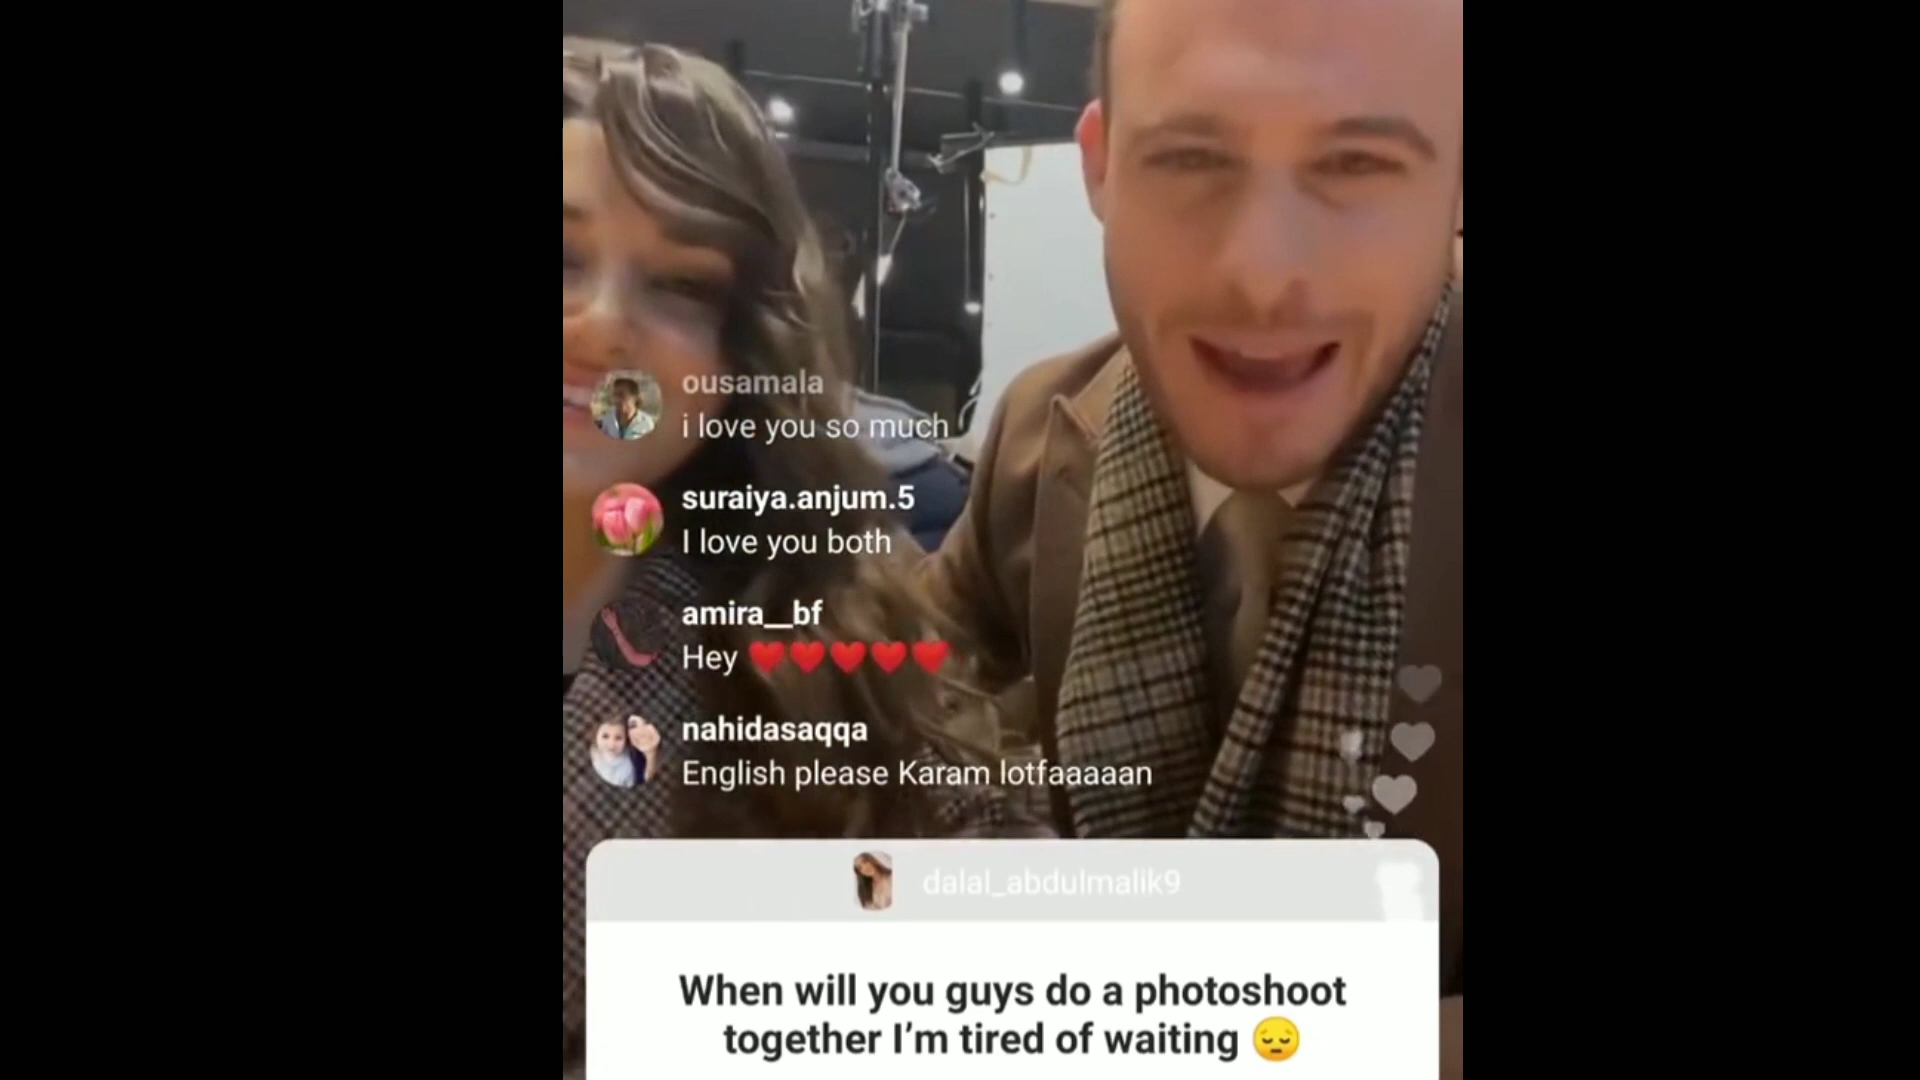 ousamala
i love you so much
suraiya.anjum.5
I love you both
amira__bf
Hey ❤️❤️❤️❤️❤️
nahidasaqqa
English please Karam lotfaaaaan
dalal_abdulmalik9
When will you guys do a photoshoot
together I’m tired of waiting 😔